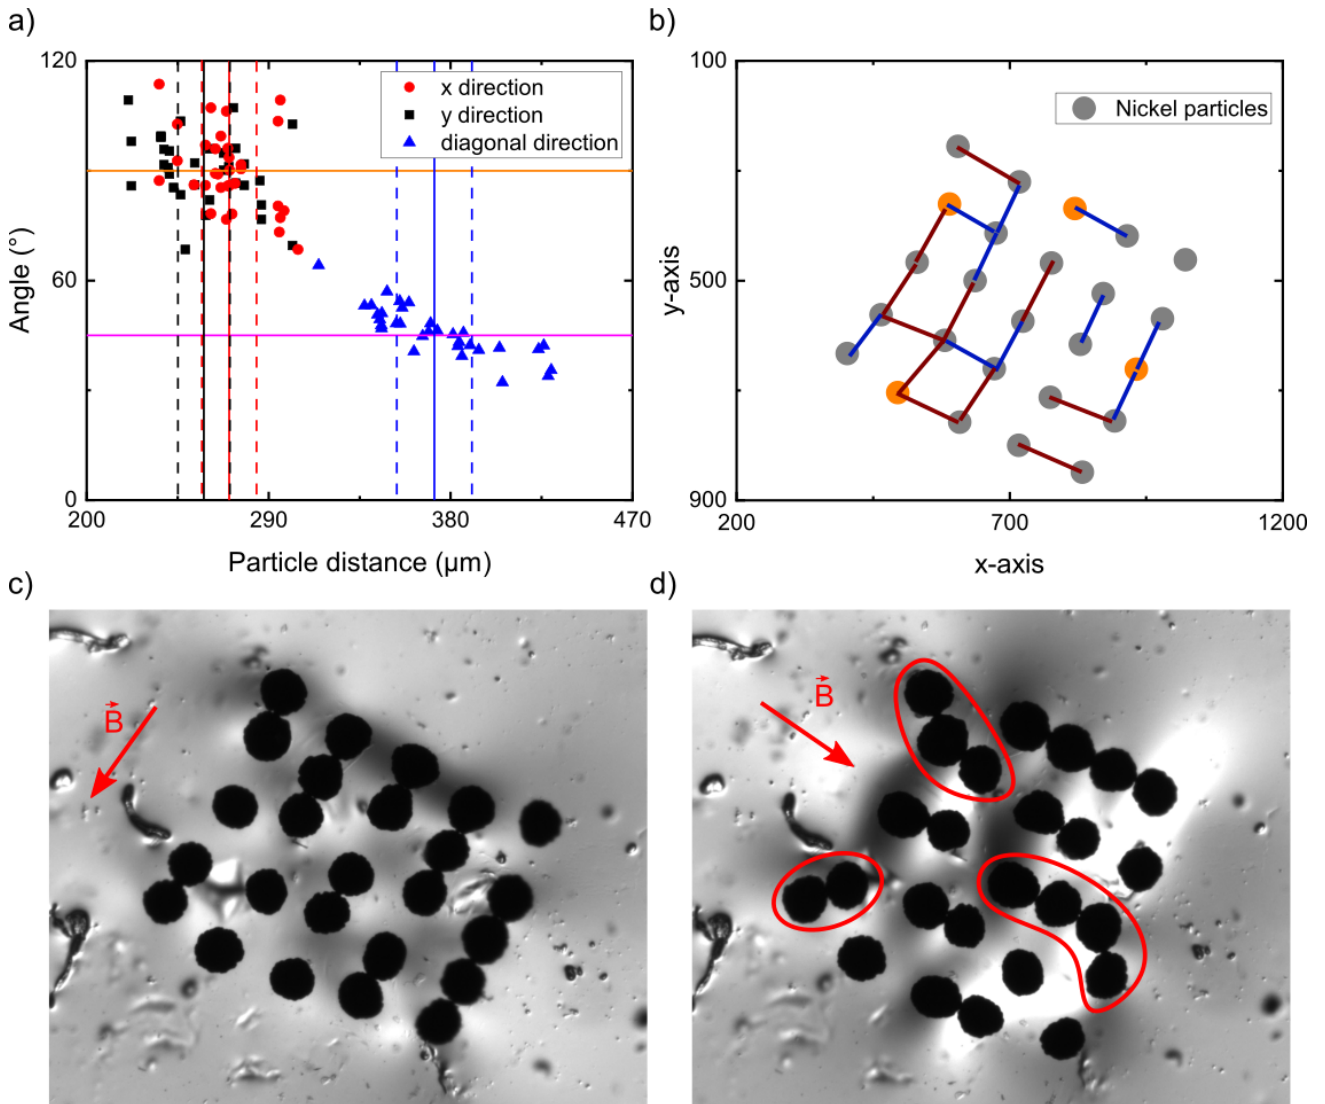 a)
120
60
0
Angle (°)
x direction
y direction
diagonal direction
200
290
380
470
Particle distance (µm)
b)
100
500
900
y-axis
Nickel particles
200
700
1200
x-axis
c)
B
d)
B